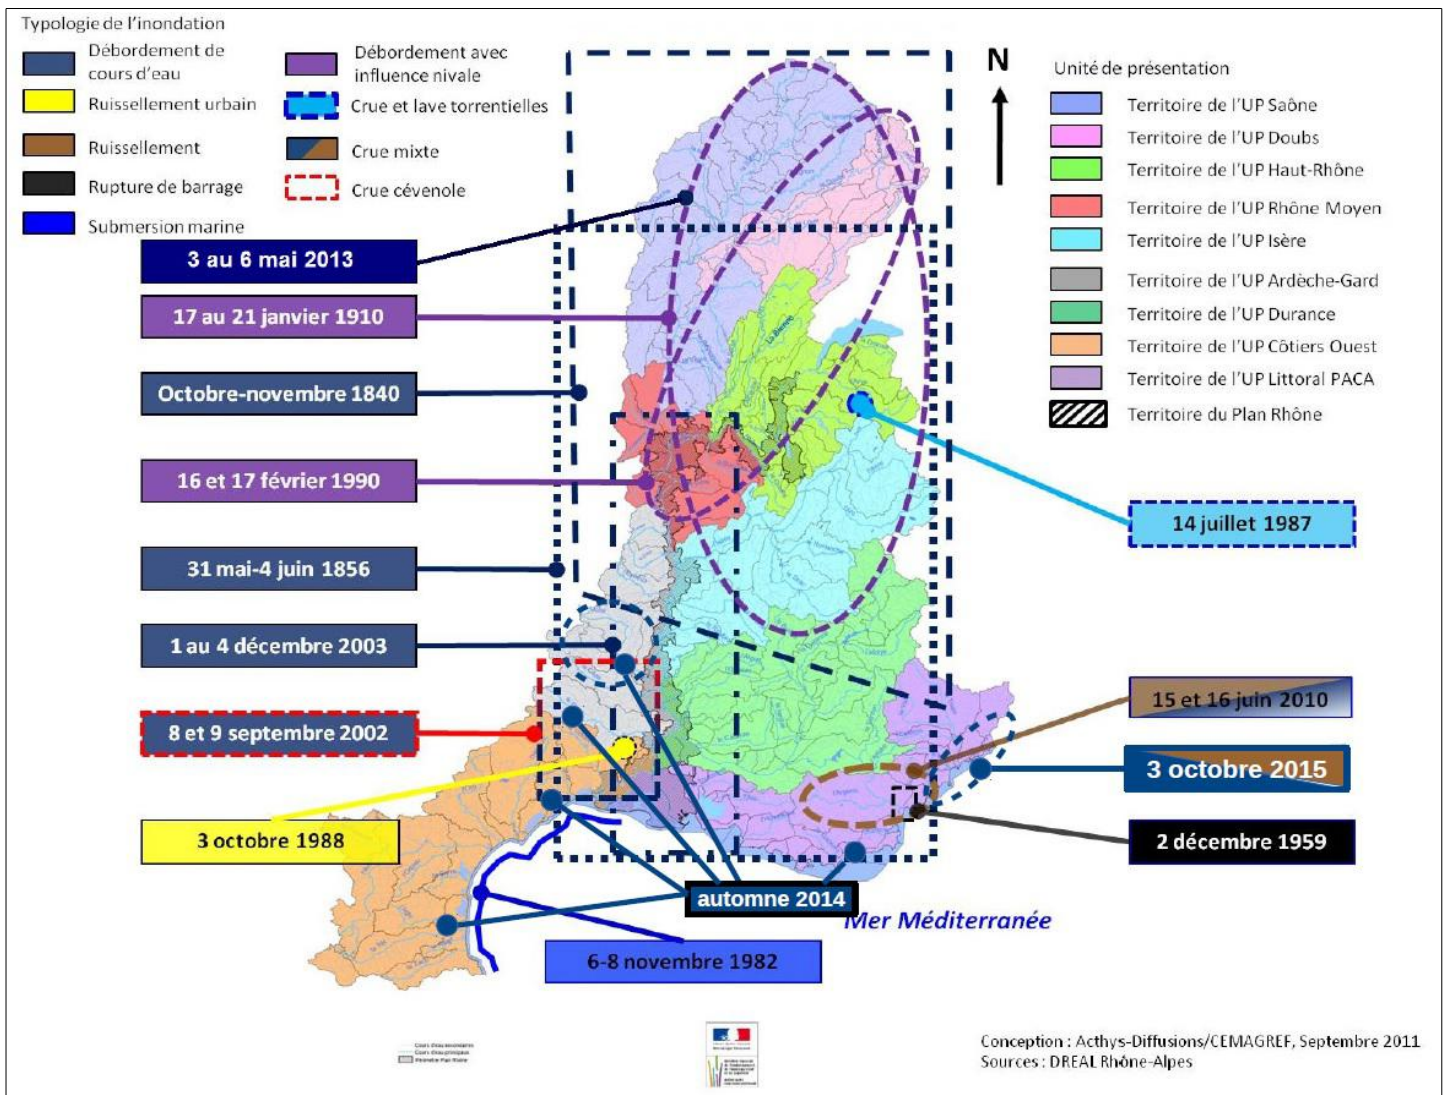 Typologie de l'inondation
Débordement de
cours d'eau
Ruissellement urbain
Ruissellement
Rupture de barrage
Submersion marine
Débordement avec
influence nivale
Crue et lave torrentielles
Crue mixte
Crue cévenole
N
Unité de présentation
Territoire de l'UP Saône
Territoire de l'UP Doubs
Territoire de l'UP Haut-Rhône
Territoire de l'UP Rhône Moyen
Territoire de l'UP Isère
Territoire de l'UP Ardèche-Gard
Territoire de l'UP Durance
Territoire de l'UP Côtiers Ouest
Territoire de l'UP Littoral PACA
Territoire du Plan Rhône
3 au 6 mai 2013
17 au 21 janvier 1910
Octobre-novembre 1840
16 et 17 février 1990
31 mai-4 juin 1856
1 au 4 décembre 2003
8 et 9 septembre 2002
3 octobre 1988
14 juillet 1987
15 et 16 juin 2010
3 octobre 2015
2 décembre 1959
automne 2014
Mer Méditerranée
6-8 novembre 1982
Cours d'eau secondaires
Cours d'eau principaux
Conception : Acthys-Diffusions/CEMAGREF, Septembre 2011
Sources : DREAL Rhône-Alpes